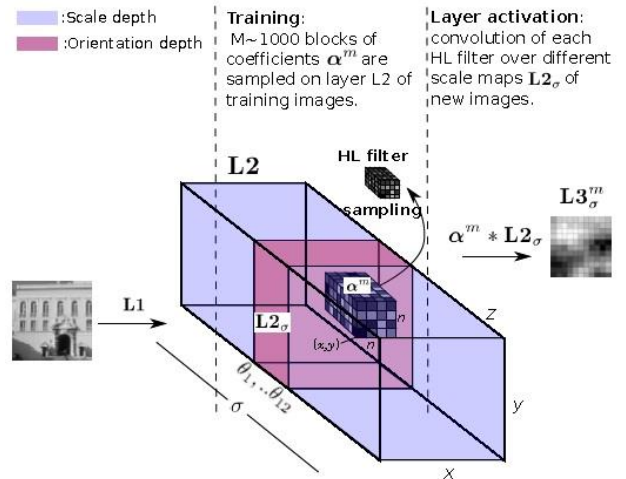 :Scale depth
:Orientation depth
Training:
M~1000 blocks of
coefficients α^m are
sampled on layer L2 of
training images.
Layer activation:
convolution of each
HL filter over different
scale maps L2_σ of
new images.
HL filter
sampling
L2
L3_σ^m
α^m * L2_σ
α^m
L1
L2_σ
(x,y)
n
n
z
θ_1,..θ_12
σ
y
x